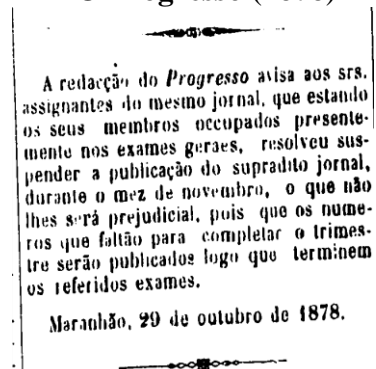 A redacção do Progresso avisa aos srs.
assignantes do mesmo jornal, que estando
os seus membros occupados presente-
mente nos exames geraes, resolveu sus-
pender a publicação do supradito jornal,
durante o mez de novembro, o que não
lhes será prejudicial, pois que os nume-
ros que faltão para completar o trimes-
tre serão publicados logo que terminem
os referidos exames.
Maranhão, 29 de outubro de 1878.